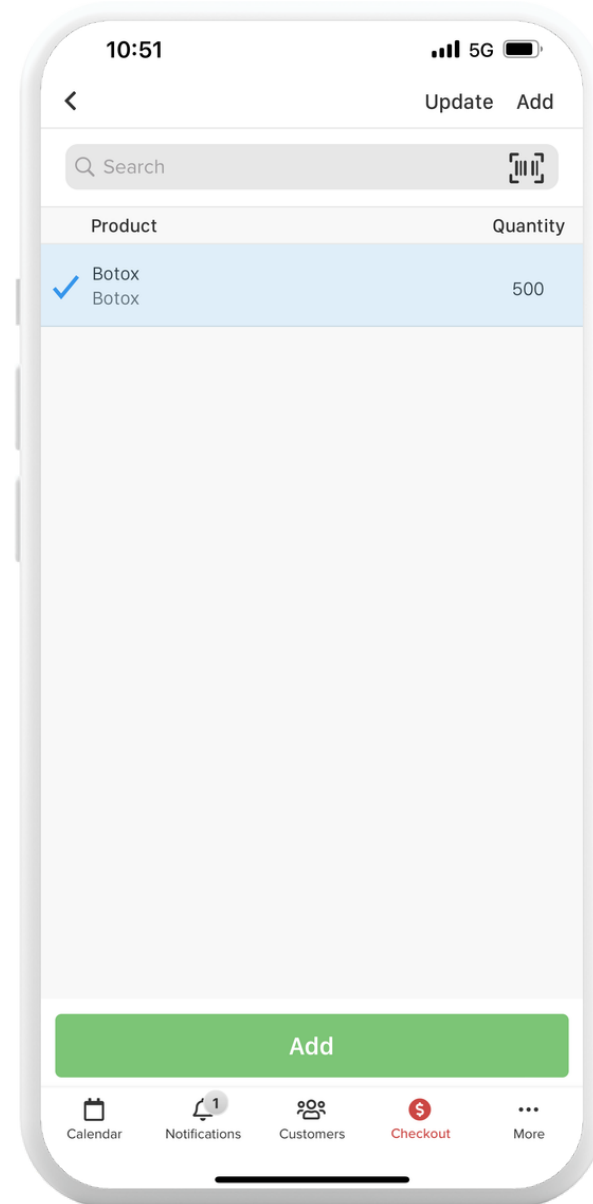 10:51 5G
Update Add
Search
Product Quantity
Botox
Botox 500
Add
1
Calendar Notifications Customers Checkout More